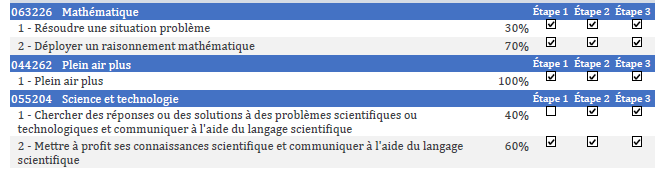 063226 Mathématique Étape 1 Étape 2 Étape 3
1 - Résoudre une situation problème 30%
2 - Déployer un raisonnement mathématique 70%
044262 Plein air plus Étape 1 Étape 2 Étape 3
1 - Plein air plus 100%
055204 Science et technologie Étape 1 Étape 2 Étape 3
1 - Chercher des réponses ou des solutions à des problèmes scientifiques ou 40%
technologiques et communiquer à l'aide du langage scientifique
2 - Mettre à profit ses connaissances scientifique et communiquer à l'aide du langage 60%
scientifique